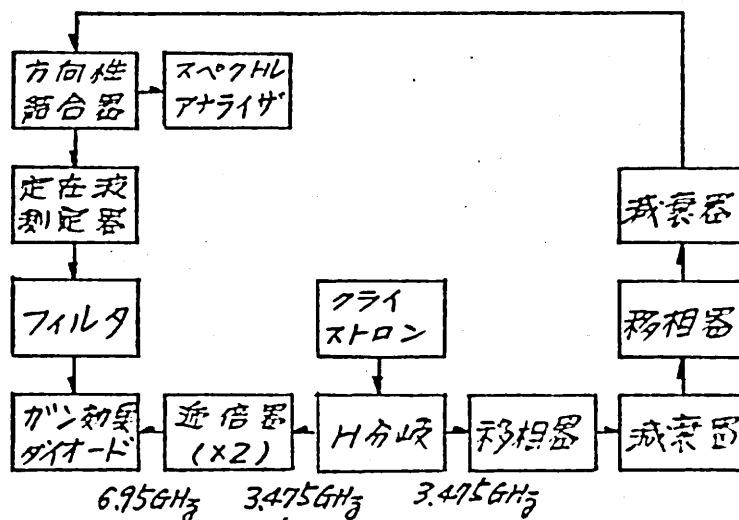 方向性
結合器
スペクトル
アナライザ
定在波
測定器
減衰器
フィルタ
クライ
ストロン
移相器
ガン効果
ダイオード
逓倍器
(×2)
H分岐
移相器
減衰器
6.95GHz
3.475GHz
3.475GHz